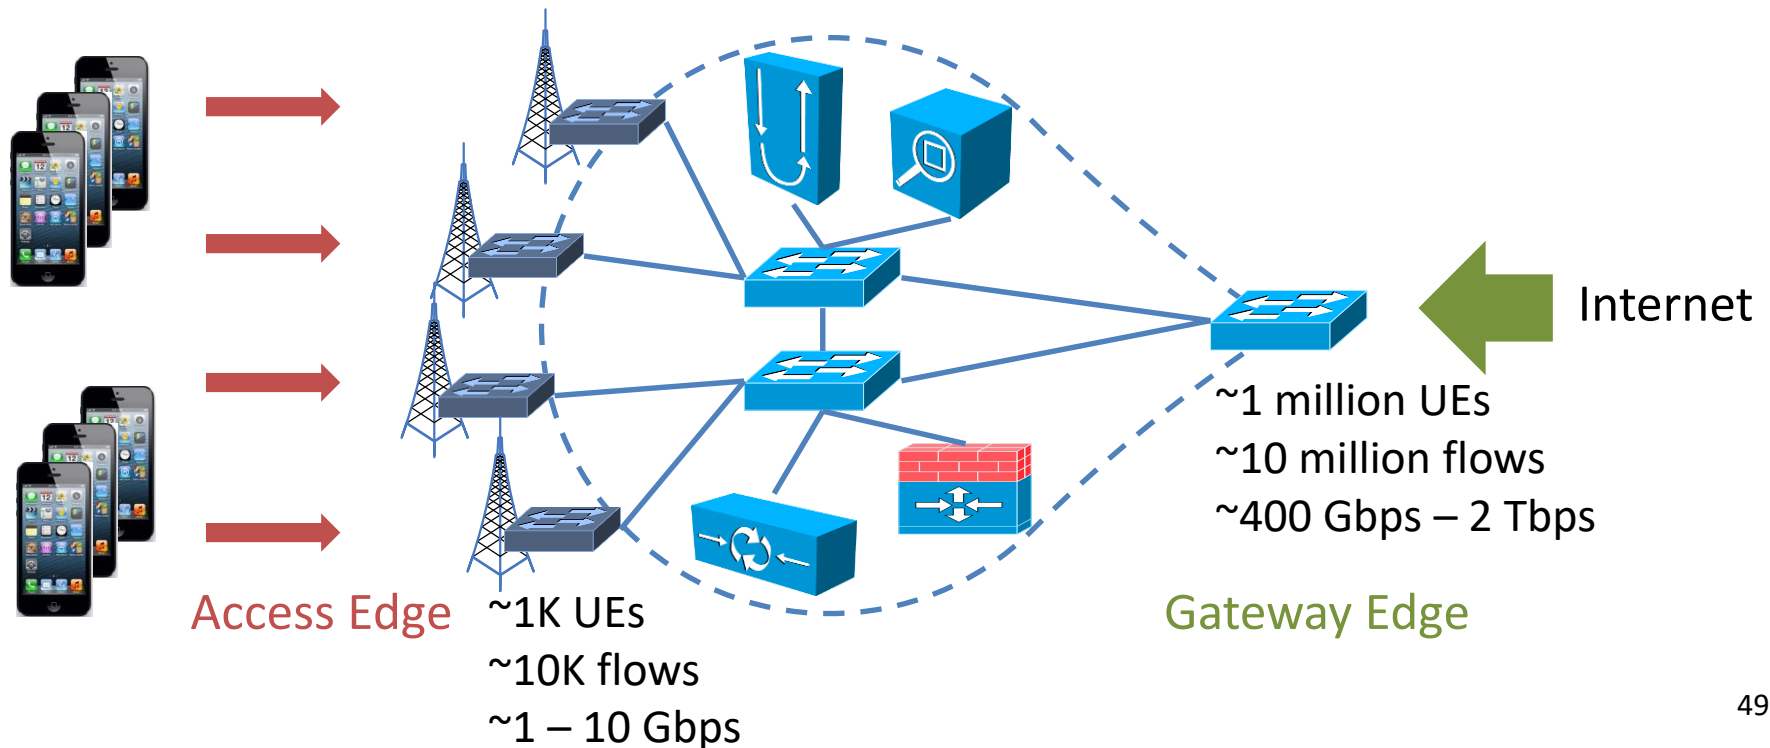 Internet
~1 million UEs
~10 million flows
~400 Gbps – 2 Tbps
Access Edge
Gateway Edge
~1K UEs
~10K flows
~1 – 10 Gbps
49